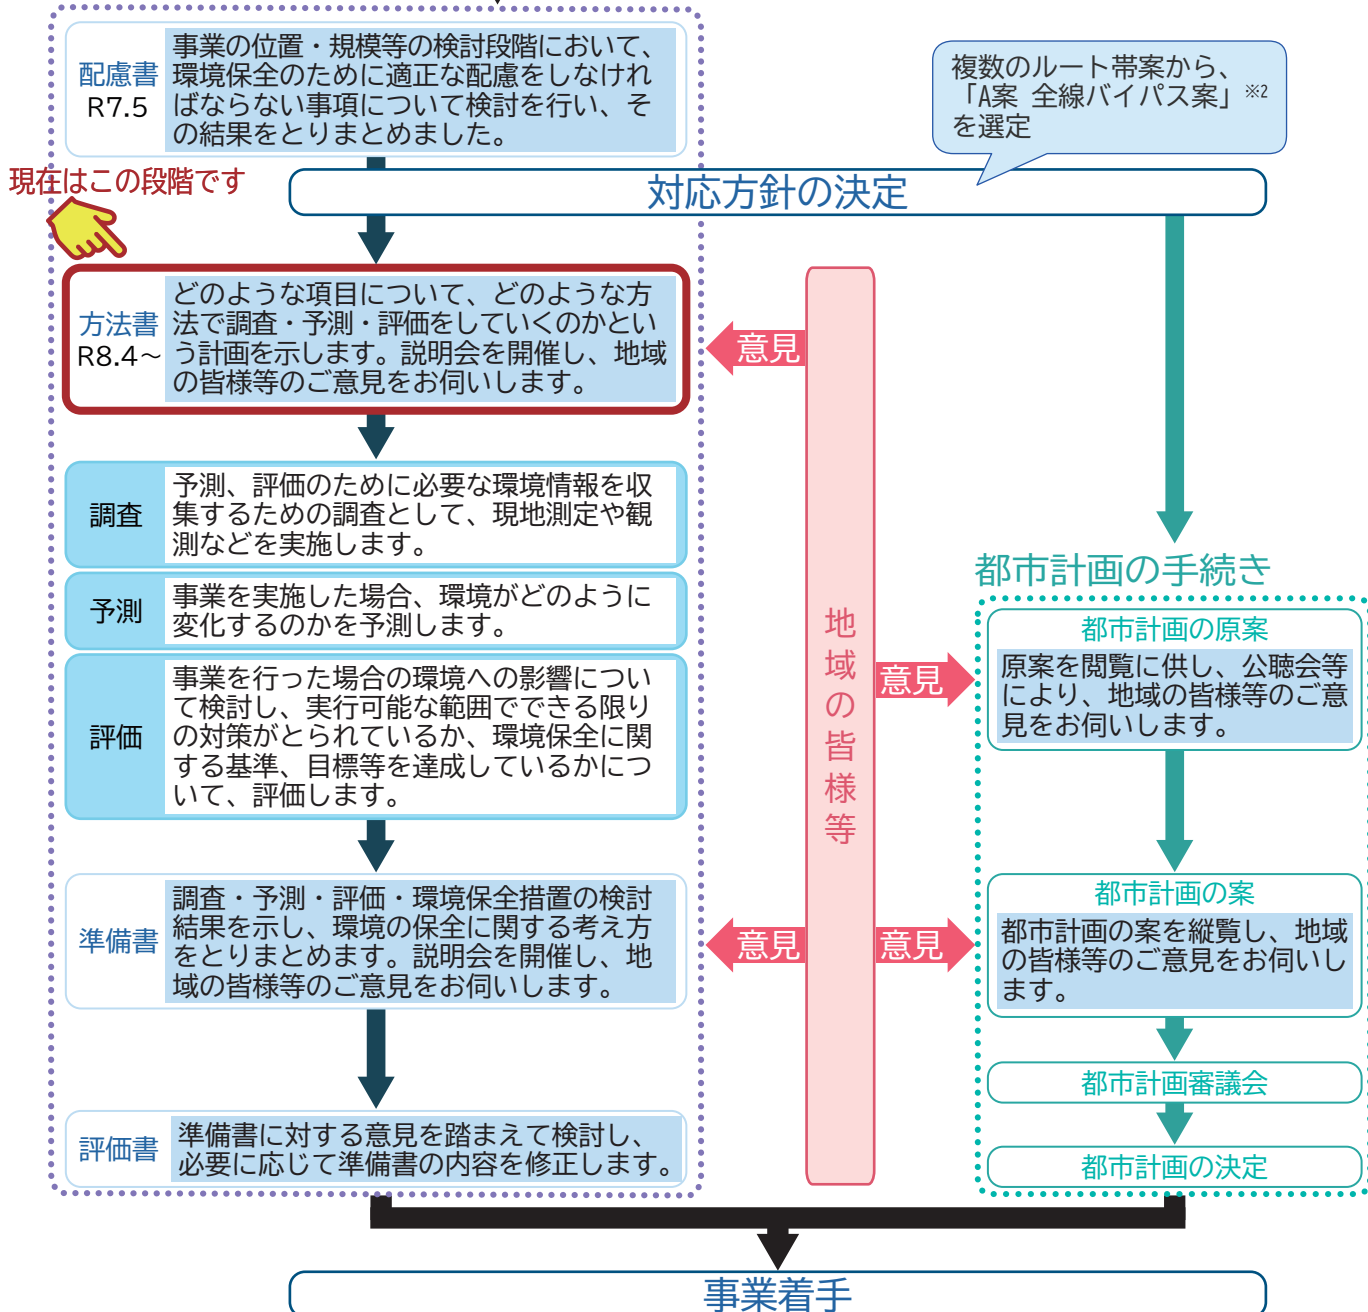 配慮書
R7.5
事業の位置・規模等の検討段階において、
環境保全のために適正な配慮をしなけれ
ばならない事項について検討を行い、そ
の結果をとりまとめました。
複数のルート帯案から、
「A案 全線バイパス案」※2
を選定
現在はこの段階です
対応方針の決定
方法書
R8.4～
どのような項目について、どのような方
法で調査・予測・評価をしていくのかとい
う計画を示します。説明会を開催し、地域
の皆様等のご意見をお伺いします。
意見
調査
予測、評価のために必要な環境情報を収
集するための調査として、現地測定や観
測などを実施します。
予測
事業を実施した場合、環境がどのように
変化するのかを予測します。
評価
事業を行った場合の環境への影響につい
て検討し、実行可能な範囲でできる限り
の対策がとられているか、環境保全に関
する基準、目標等を達成しているかにつ
いて、評価します。
地域の皆様等
都市計画の手続き
都市計画の原案
原案を閲覧に供し、公聴会等
により、地域の皆様等のご意
見をお伺いします。
意見
準備書
調査・予測・評価・環境保全措置の検討
結果を示し、環境の保全に関する考え方
をとりまとめます。説明会を開催し、地
域の皆様等のご意見をお伺いします。
意見
意見
都市計画の案
都市計画の案を縦覧し、地域
の皆様等のご意見をお伺いし
ます。
都市計画審議会
評価書
準備書に対する意見を踏まえて検討し、
必要に応じて準備書の内容を修正します。
都市計画の決定
事業着手